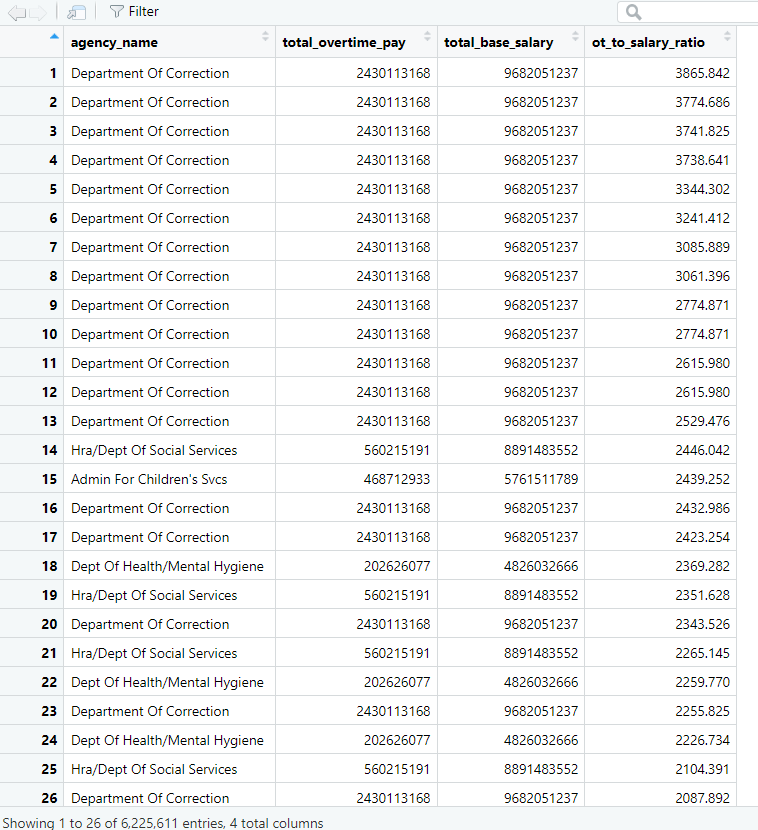 Filter
agency_name total_overtime_pay total_base_salary ot_to_salary_ratio
1 Department Of Correction 2430113168 9682051237 3865.842
2 Department Of Correction 2430113168 9682051237 3774.686
3 Department Of Correction 2430113168 9682051237 3741.825
4 Department Of Correction 2430113168 9682051237 3738.641
5 Department Of Correction 2430113168 9682051237 3344.302
6 Department Of Correction 2430113168 9682051237 3241.412
7 Department Of Correction 2430113168 9682051237 3085.889
8 Department Of Correction 2430113168 9682051237 3061.396
9 Department Of Correction 2430113168 9682051237 2774.871
10 Department Of Correction 2430113168 9682051237 2774.871
11 Department Of Correction 2430113168 9682051237 2615.980
12 Department Of Correction 2430113168 9682051237 2615.980
13 Department Of Correction 2430113168 9682051237 2529.476
14 Hra/Dept Of Social Services 560215191 8891483552 2446.042
15 Admin For Children's Svcs 468712933 5761511789 2439.252
16 Department Of Correction 2430113168 9682051237 2432.986
17 Department Of Correction 2430113168 9682051237 2423.254
18 Dept Of Health/Mental Hygiene 202626077 4826032666 2369.282
19 Hra/Dept Of Social Services 560215191 8891483552 2351.628
20 Department Of Correction 2430113168 9682051237 2343.526
21 Hra/Dept Of Social Services 560215191 8891483552 2265.145
22 Dept Of Health/Mental Hygiene 202626077 4826032666 2259.770
23 Department Of Correction 2430113168 9682051237 2255.825
24 Dept Of Health/Mental Hygiene 202626077 4826032666 2226.734
25 Hra/Dept Of Social Services 560215191 8891483552 2104.391
26 Department Of Correction 2430113168 9682051237 2087.892
Showing 1 to 26 of 6,225,611 entries, 4 total columns